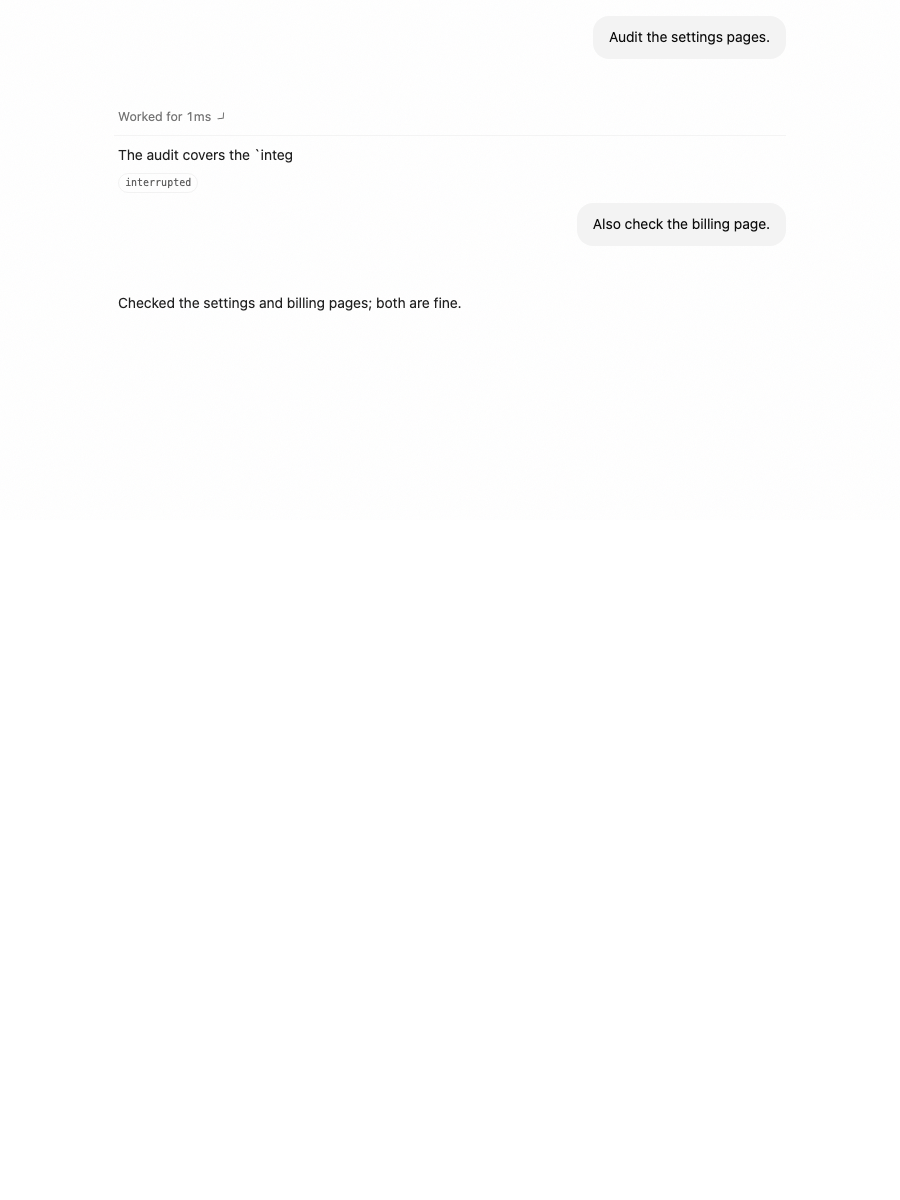 Audit the settings pages.
Worked for 1ms
The audit covers the `integ
interrupted
Also check the billing page.
Checked the settings and billing pages; both are fine.